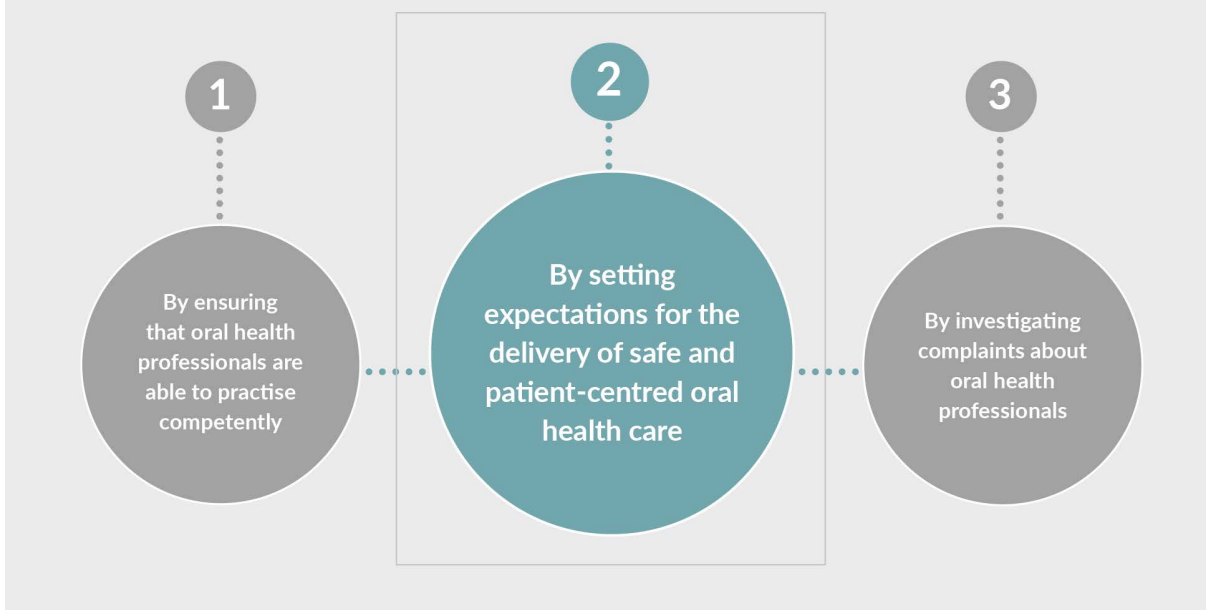 1
By ensuring
that oral health
professionals are
able to practise
competently
2
By setting
expectations for the
delivery of safe and
patient-centred oral
health care
3
By investigating
complaints about
oral health
professionals